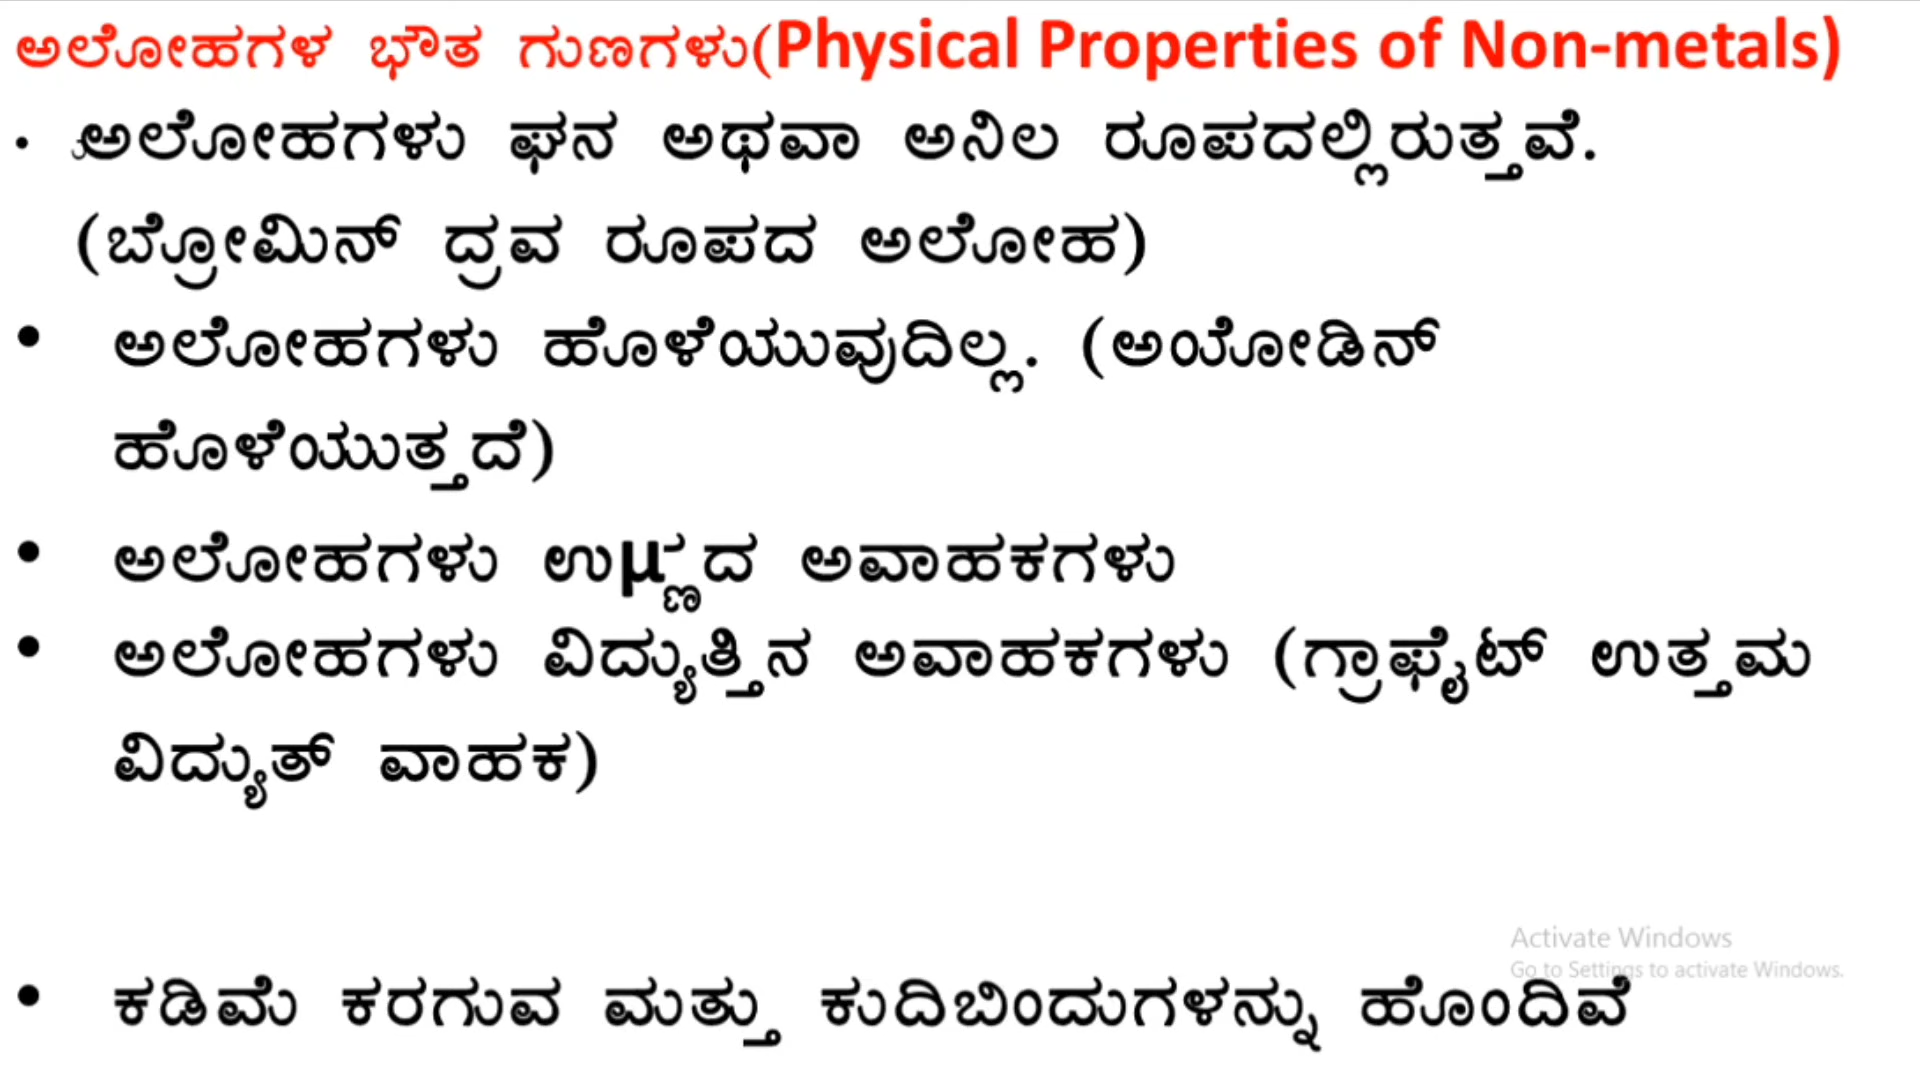 ಅಲೋಹಗಳ ಭೌತ ಗುಣಗಳು(Physical Properties of Non-metals)
• ಅಲೋಹಗಳು ಘನ ಅಥವಾ ಅನಿಲ ರೂಪದಲ್ಲಿರುತ್ತವೆ.
(ಬ್ರೋಮಿನ್ ದ್ರವ ರೂಪದ ಅಲೋಹ)
• ಅಲೋಹಗಳು ಹೊಳೆಯುವುದಿಲ್ಲ. (ಅಯೋಡಿನ್
ಹೊಳೆಯುತ್ತದೆ)
• ಅಲೋಹಗಳು ಉµ್ಣದ ಅವಾಹಕಗಳು
• ಅಲೋಹಗಳು ವಿದ್ಯುತ್ತಿನ ಅವಾಹಕಗಳು (ಗ್ರಾಫೈಟ್ ಉತ್ತಮ
ವಿದ್ಯುತ್ ವಾಹಕ)
Activate Windows
Go to Settings to activate Windows.
• ಕಡಿಮೆ ಕರಗುವ ಮತ್ತು ಕುದಿಬಿಂದುಗಳನ್ನು ಹೊಂದಿವೆ